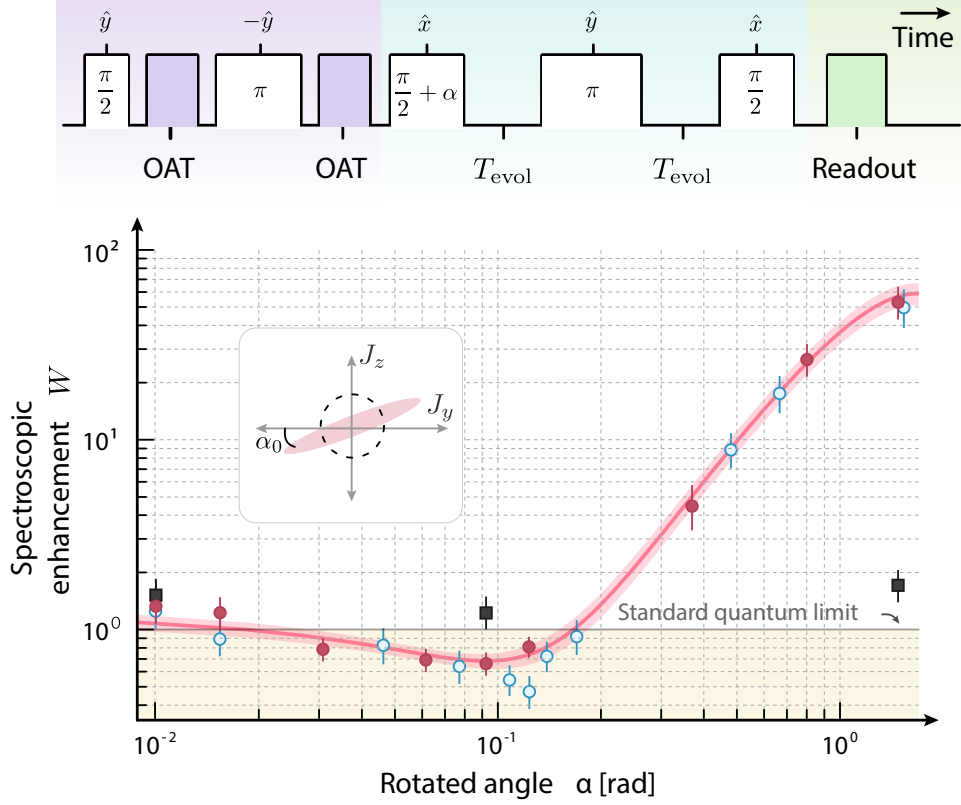 ŷ −ŷ x̂ ŷ x̂ Time
π/2 π π/2 + α π π/2
OAT OAT T_evol T_evol Readout
10²
J_z
J_y
α₀
10¹
Standard quantum limit
10⁰
Spectroscopic
enhancement W
10⁻² 10⁻¹ 10⁰
Rotated angle α [rad]